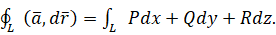 ∮_L (ā, dr̄) = ∫_L Pdx + Qdy + Rdz.